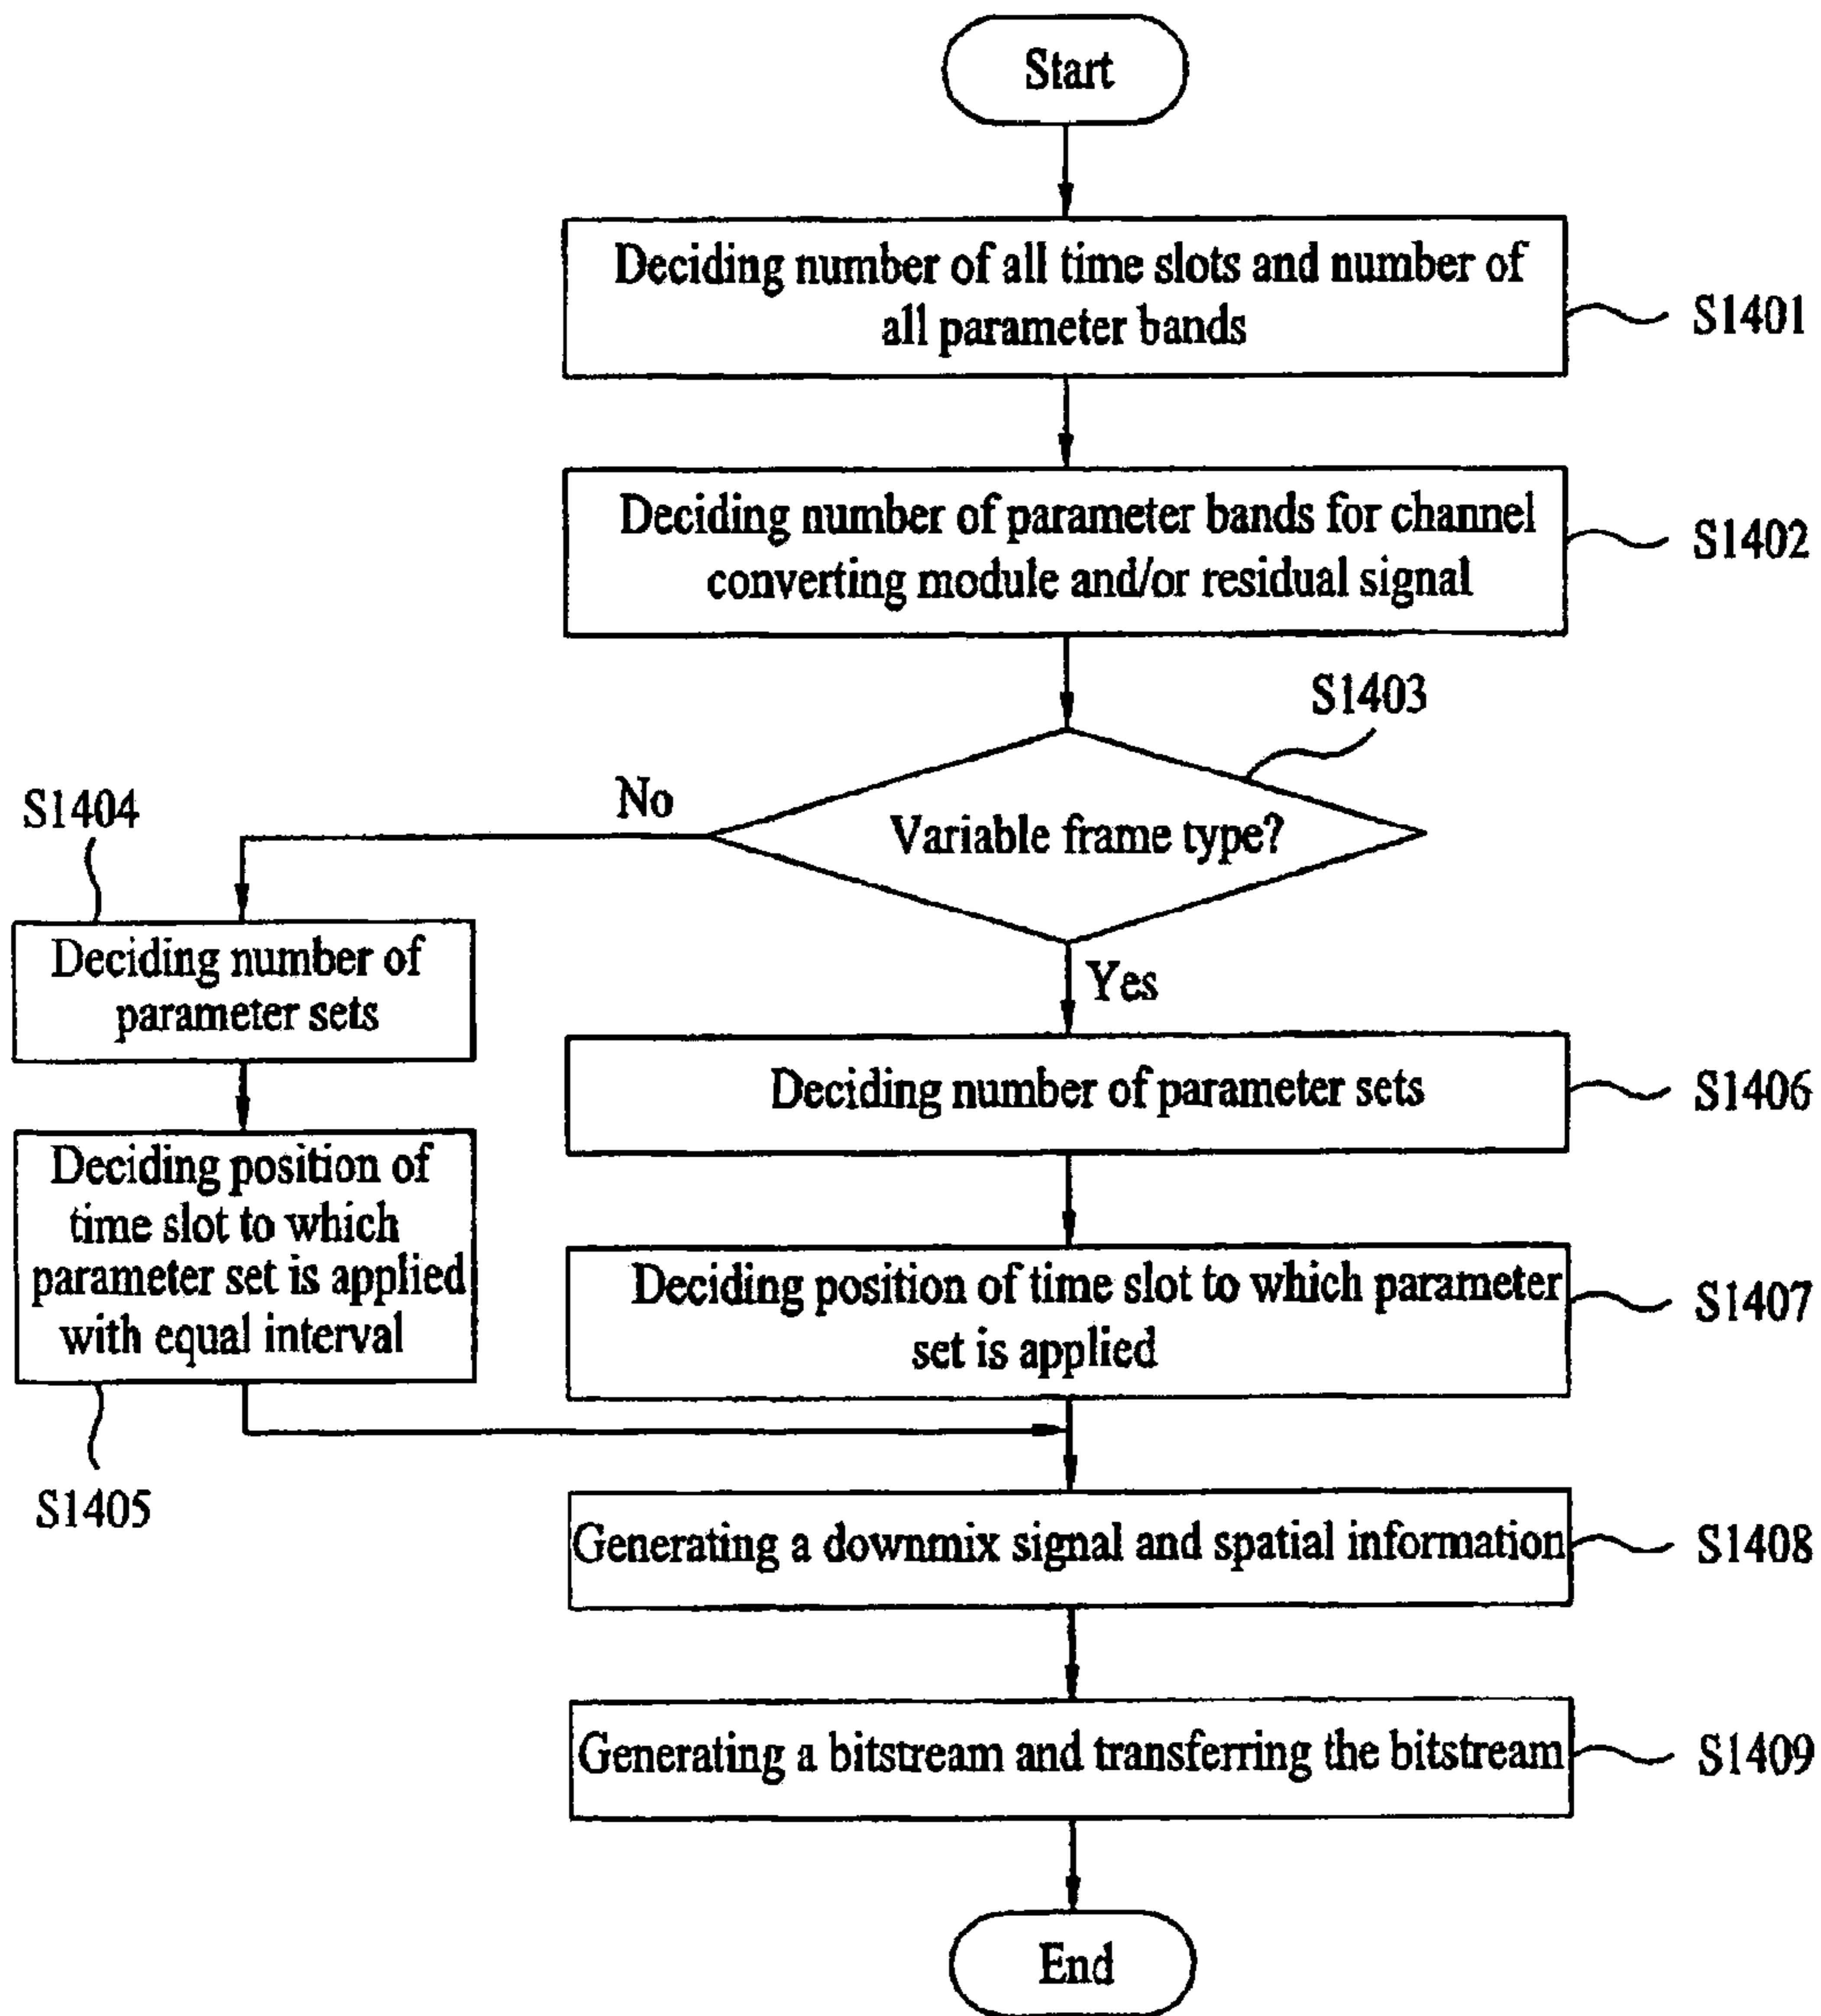 Start
Deciding number of all time slots and number of
all parameter bands
S1401
Deciding number of parameter bands for channel
converting module and/or residual signal
S1402
S1403
Variable frame type?
No
Yes
S1404
Deciding number of
parameter sets
Deciding position of
time slot to which
parameter set is applied
with equal interval
S1405
Deciding number of parameter sets
S1406
Deciding position of time slot to which parameter
set is applied
S1407
Generating a downmix signal and spatial information
S1408
Generating a bitstream and transferring the bitstream
S1409
End